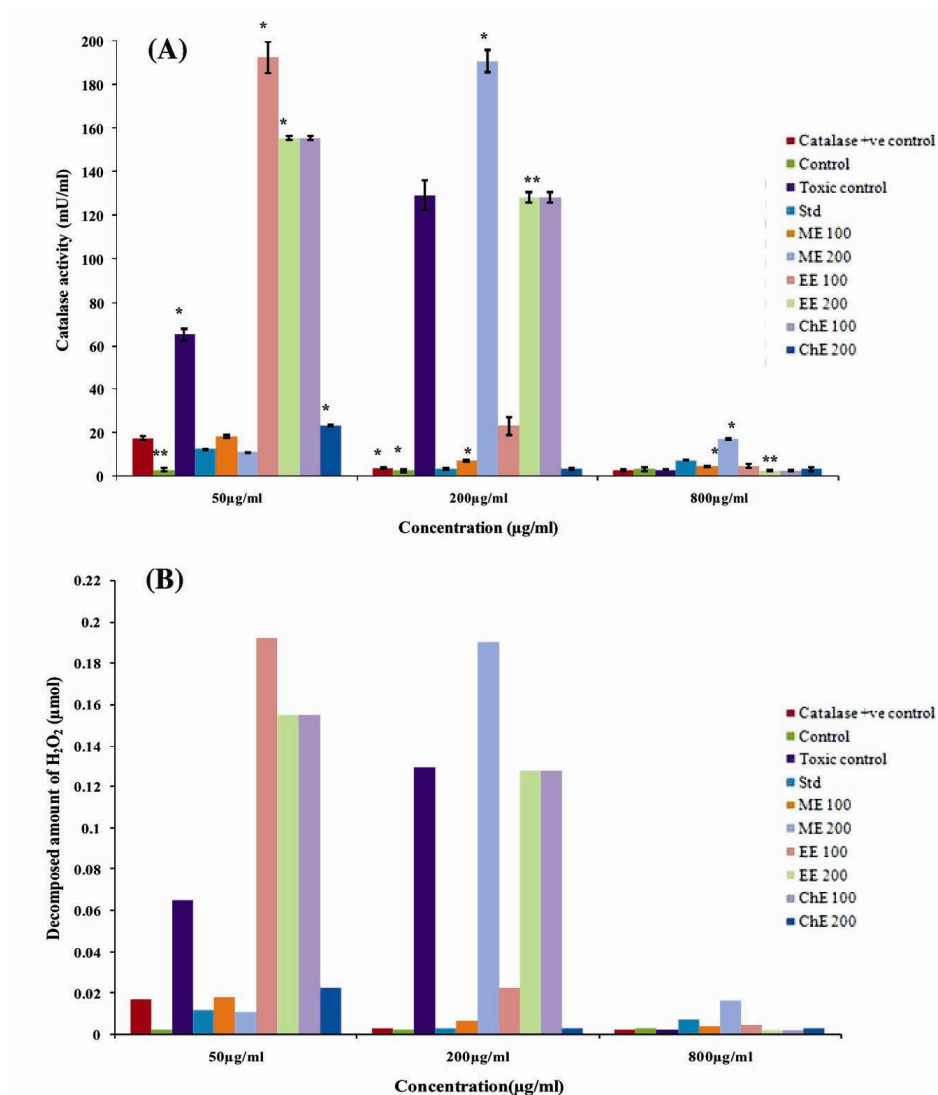 (A)
Catalase activity (mU/ml)
200
180
160
140
120
100
80
60
40
20
0
*
*
**
*
*
*
**
*
*
*
*
*
**
50µg/ml
200µg/ml
800µg/ml
Concentration (µg/ml)
Catalase +ve control
Control
Toxic control
Std
ME 100
ME 200
EE 100
EE 200
ChE 100
ChE 200
(B)
Decomposed amount of H₂O₂ (µmol)
0.22
0.2
0.18
0.16
0.14
0.12
0.1
0.08
0.06
0.04
0.02
0
50µg/ml
200µg/ml
800µg/ml
Concentration(µg/ml)
Catalase +ve control
Control
Toxic control
Std
ME 100
ME 200
EE 100
EE 200
ChE 100
ChE 200